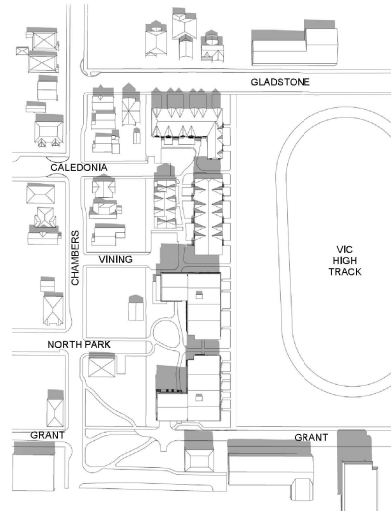 GLADSTONE
CALEDONIA
CHAMBERS
VINING
VIC
HIGH
TRACK
NORTH PARK
GRANT
GRANT